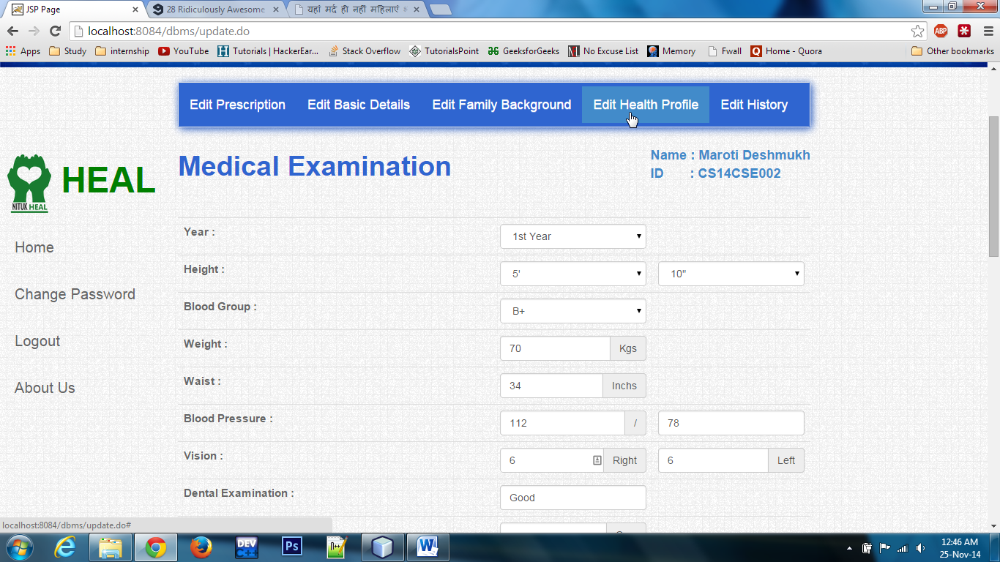 JSP Page
28 Ridiculously Awesome
यहां मर्द ही नहीं महिलाएं
localhost:8084/dbms/update.do
ABP
Apps
Study
internship
YouTube
Tutorials | HackerEar...
Stack Overflow
TutorialsPoint
GeeksforGeeks
No Excuse List
Memory
Fwall
Home - Quora
Other bookmarks
Edit Prescription
Edit Basic Details
Edit Family Background
Edit Health Profile
Edit History
NITUK HEAL
HEAL
Home
Change Password
Logout
About Us
Medical Examination
Name : Maroti Deshmukh
ID : CS14CSE002
Year : 1st Year
Height : 5' 10"
Blood Group : B+
Weight : 70 Kgs
Waist : 34 Inchs
Blood Pressure : 112 / 78
Vision : 6 Right 6 Left
Dental Examination : Good
localhost:8084/dbms/update.do#
DEV C++
Ps
12:46 AM
25-Nov-14